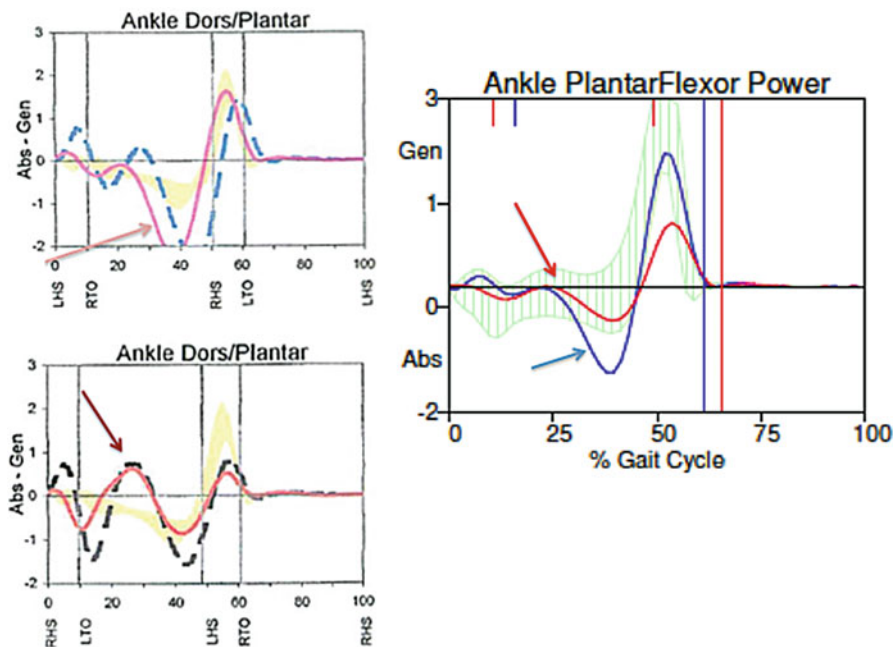 Ankle Dors/Plantar
3
2
1
0
-1
-2
Abs - Gen
0 20 40 50 60 80 100
LHS RTO RHS LTO LHS
Ankle Dors/Plantar
3
2
1
0
-1
-2
Abs - Gen
0 20 40 50 60 80 100
RHS LTO LHS RTO RHS
Ankle PlantarFlexor Power
3
Gen
1
0
Abs
-2
0 25 50 75 100
% Gait Cycle